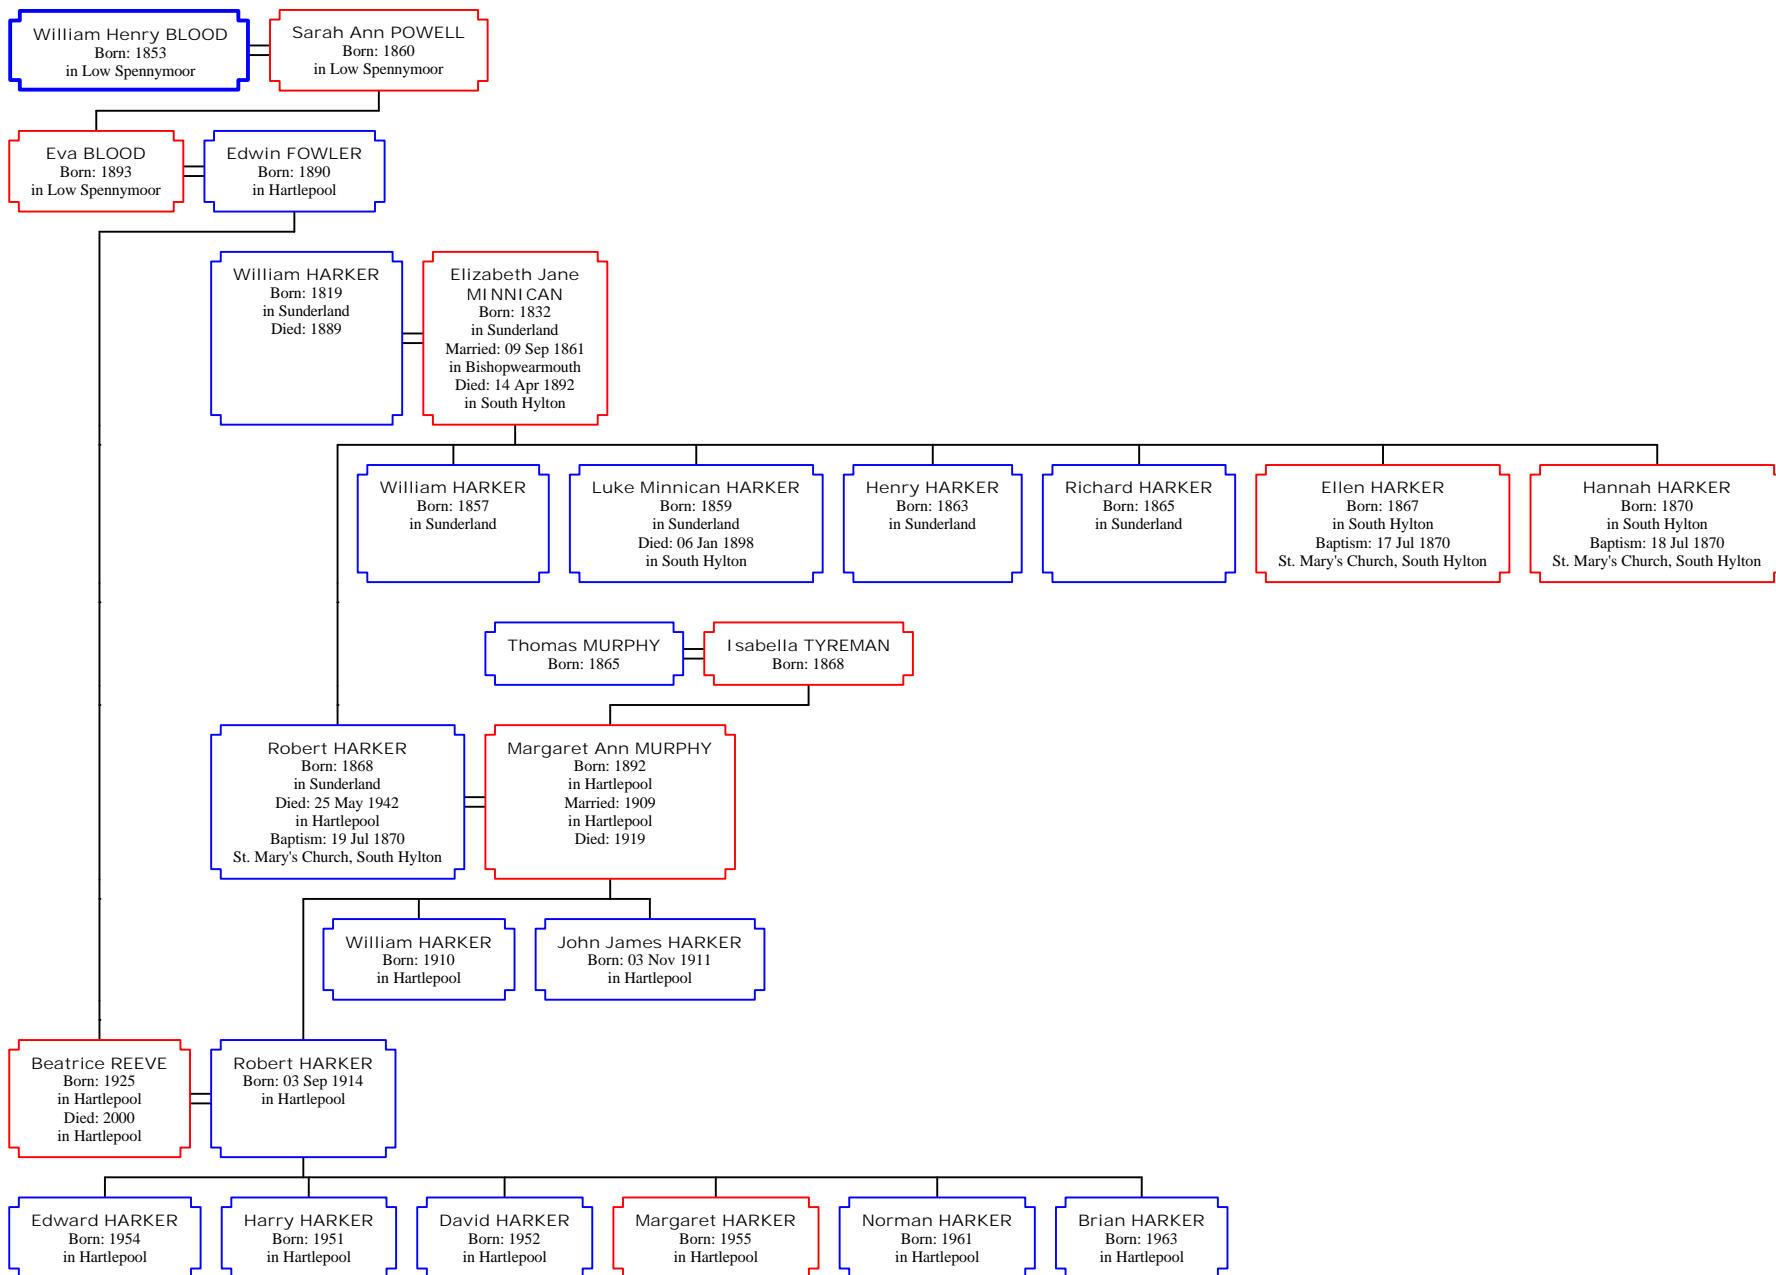 William Henry BLOOD
Born: 1853
in Low Spennymoor
Sarah Ann POWELL
Born: 1860
in Low Spennymoor
Eva BLOOD
Born: 1893
in Low Spennymoor
Edwin FOWLER
Born: 1890
in Hartlepool
William HARKER
Born: 1819
in Sunderland
Died: 1889
Elizabeth Jane
MINNICAN
Born: 1832
in Sunderland
Married: 09 Sep 1861
in Bishopwearmouth
Died: 14 Apr 1892
in South Hylton
William HARKER
Born: 1857
in Sunderland
Luke Minnican HARKER
Born: 1859
in Sunderland
Died: 06 Jan 1898
in South Hylton
Henry HARKER
Born: 1863
in Sunderland
Richard HARKER
Born: 1865
in Sunderland
Ellen HARKER
Born: 1867
in South Hylton
Baptism: 17 Jul 1870
St. Mary's Church, South Hylton
Hannah HARKER
Born: 1870
in South Hylton
Baptism: 18 Jul 1870
St. Mary's Church, South Hylton
Thomas MURPHY
Born: 1865
Isabella TYREMAN
Born: 1868
Robert HARKER
Born: 1868
in Sunderland
Died: 25 May 1942
in Hartlepool
Baptism: 19 Jul 1870
St. Mary's Church, South Hylton
Margaret Ann MURPHY
Born: 1892
in Hartlepool
Married: 1909
in Hartlepool
Died: 1919
William HARKER
Born: 1910
in Hartlepool
John James HARKER
Born: 03 Nov 1911
in Hartlepool
Beatrice REEVE
Born: 1925
in Hartlepool
Died: 2000
in Hartlepool
Robert HARKER
Born: 03 Sep 1914
in Hartlepool
Edward HARKER
Born: 1954
in Hartlepool
Harry HARKER
Born: 1951
in Hartlepool
David HARKER
Born: 1952
in Hartlepool
Margaret HARKER
Born: 1955
in Hartlepool
Norman HARKER
Born: 1961
in Hartlepool
Brian HARKER
Born: 1963
in Hartlepool